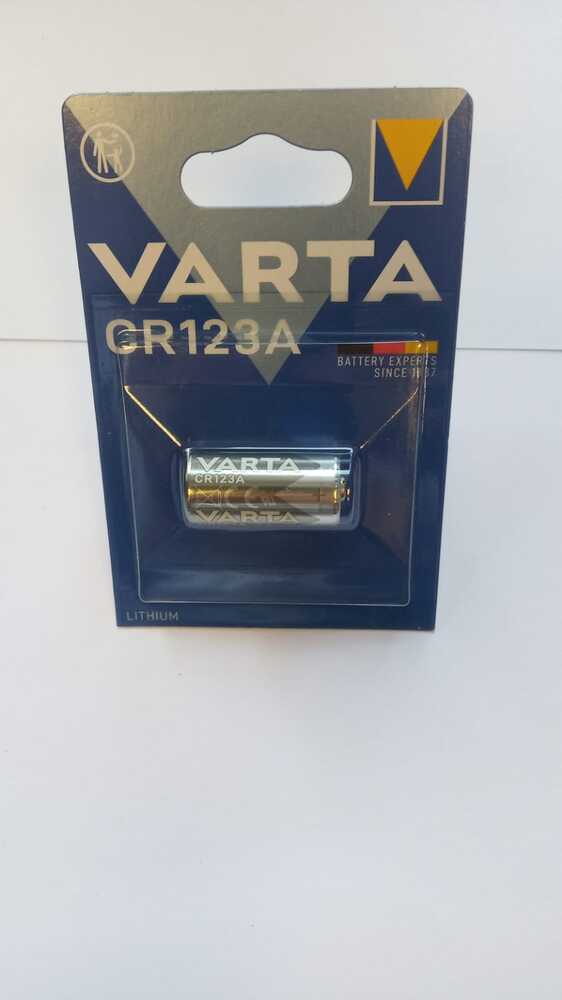 VARTA
CR123A
BATTERY EXPERTS
SINCE 1887
VARTA
CR123A
+
VARTA
LITHIUM